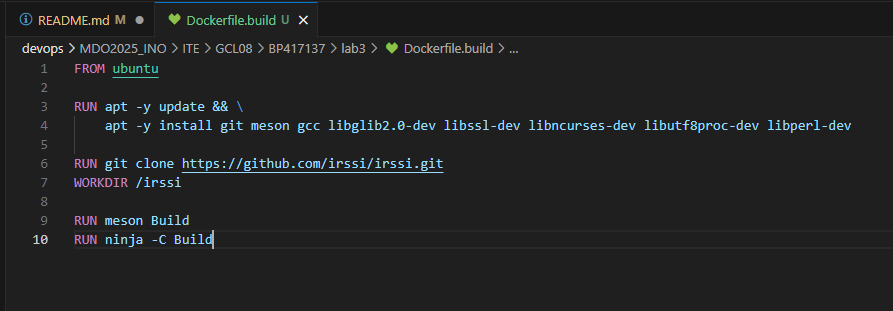 README.md M
Dockerfile.build U
devops > MDO2025_INO > ITE > GCL08 > BP417137 > lab3 > Dockerfile.build > ...
1 FROM ubuntu
2
3 RUN apt -y update && \
4 apt -y install git meson gcc libglib2.0-dev libssl-dev libncurses-dev libutf8proc-dev libperl-dev
5
6 RUN git clone https://github.com/irssi/irssi.git
7 WORKDIR /irssi
8
9 RUN meson Build
10 RUN ninja -C Build